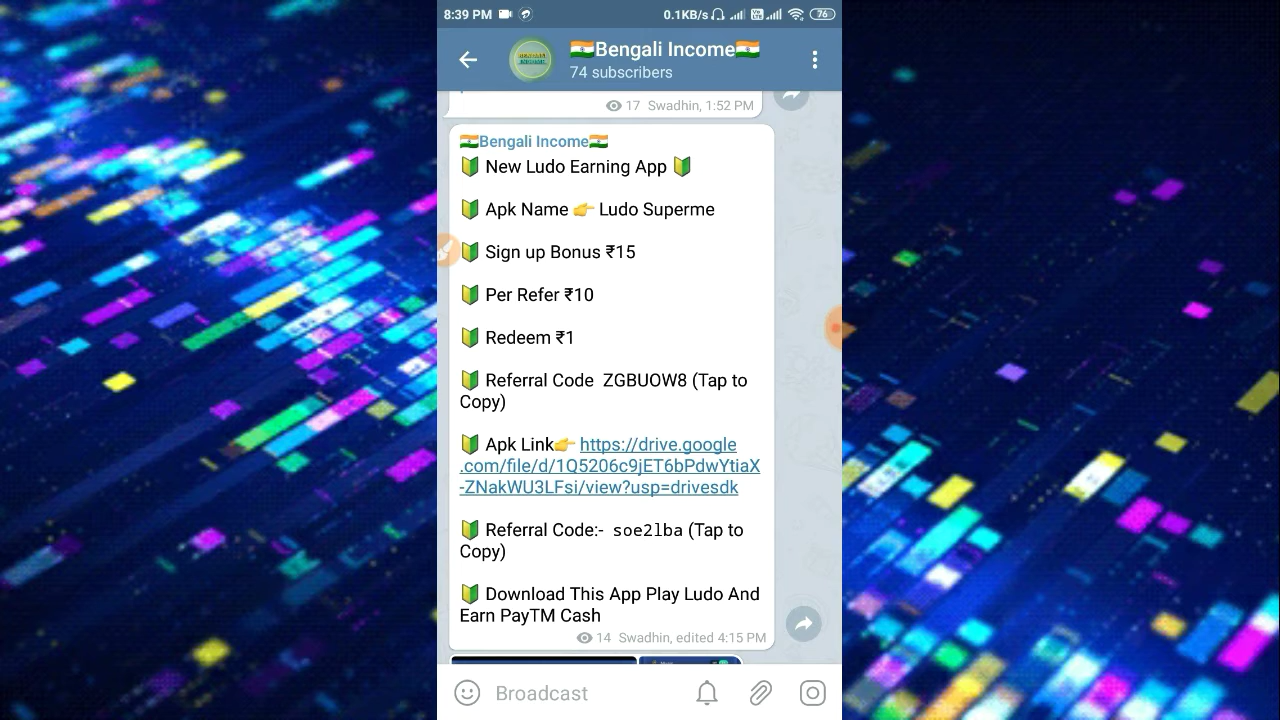 8:39 PM 0.1KB/s 76
🇮🇳Bengali Income🇮🇳
74 subscribers
17 Swadhin, 1:52 PM
🇮🇳Bengali Income🇮🇳
🔰 New Ludo Earning App 🔰
🔰 Apk Name 👉 Ludo Superme
🔰 Sign up Bonus ₹15
🔰 Per Refer ₹10
🔰 Redeem ₹1
🔰 Referral Code ZGBUOW8 (Tap to
Copy)
🔰 Apk Link👉 https://drive.google
.com/file/d/1Q5206c9jET6bPdwYtiaX
-ZNakWU3LFsi/view?usp=drivesdk
🔰 Referral Code:- soe2lba (Tap to
Copy)
🔰 Download This App Play Ludo And
Earn PayTM Cash
14 Swadhin, edited 4:15 PM
Broadcast